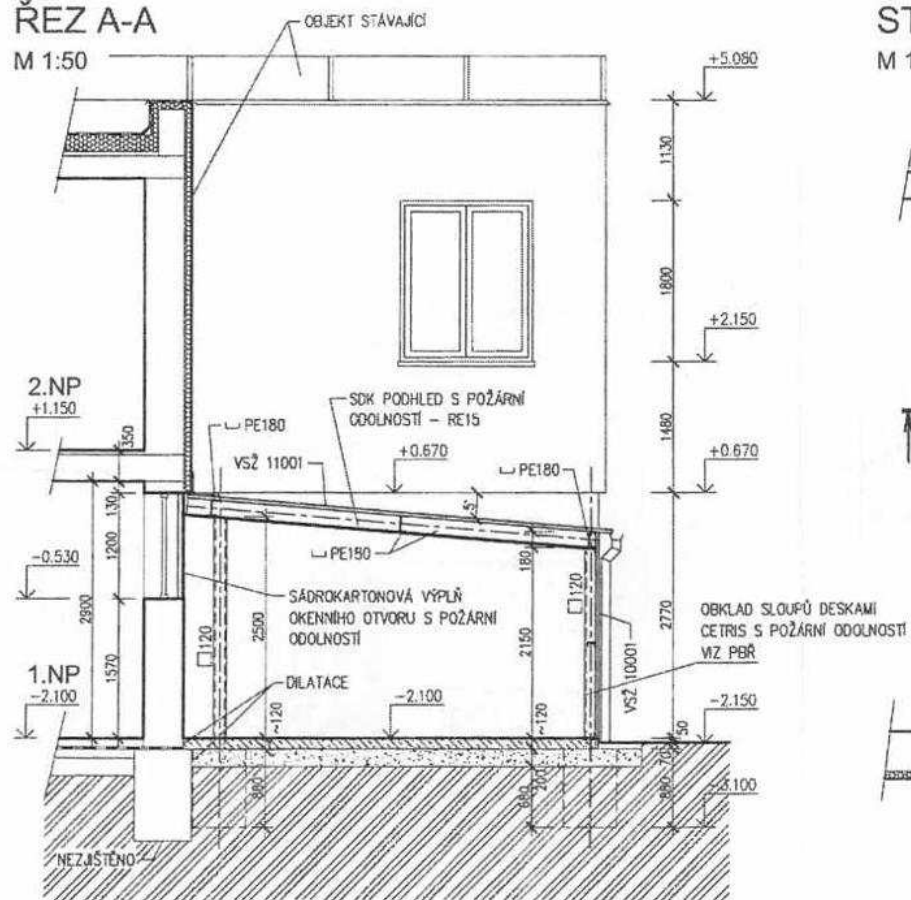 ŘEZ A-A
M 1:50
OBJEKT STÁVAJÍCÍ
ST
M 1
+5.080
1130
1800
+2.150
1480
2.NP
+1.150
350
SDK PODHLED S POŽÁRNÍ
ODOLNOSTÍ – RE15
PE180
VSŽ 11001
+0.670
PE180
+0.670
5°
130
1200
-0.530
2900
PE180
180
120
SÁDROKARTONOVÁ VÝPLŇ
OKENNÍHO OTVORU S POŽÁRNÍ
ODOLNOSTÍ
2500
120
2150
2770
OBKLAD SLOUPŮ DESKAMI
CETRIS S POŽÁRNÍ ODOLNOSTÍ
VIZ PBŘ
VSŽ 10001
1570
1.NP
-2.100
DILATACE
~120
-2.100
~120
-2.150
50
70
880
680
200
880
-3.100
NEZJIŠTĚNO